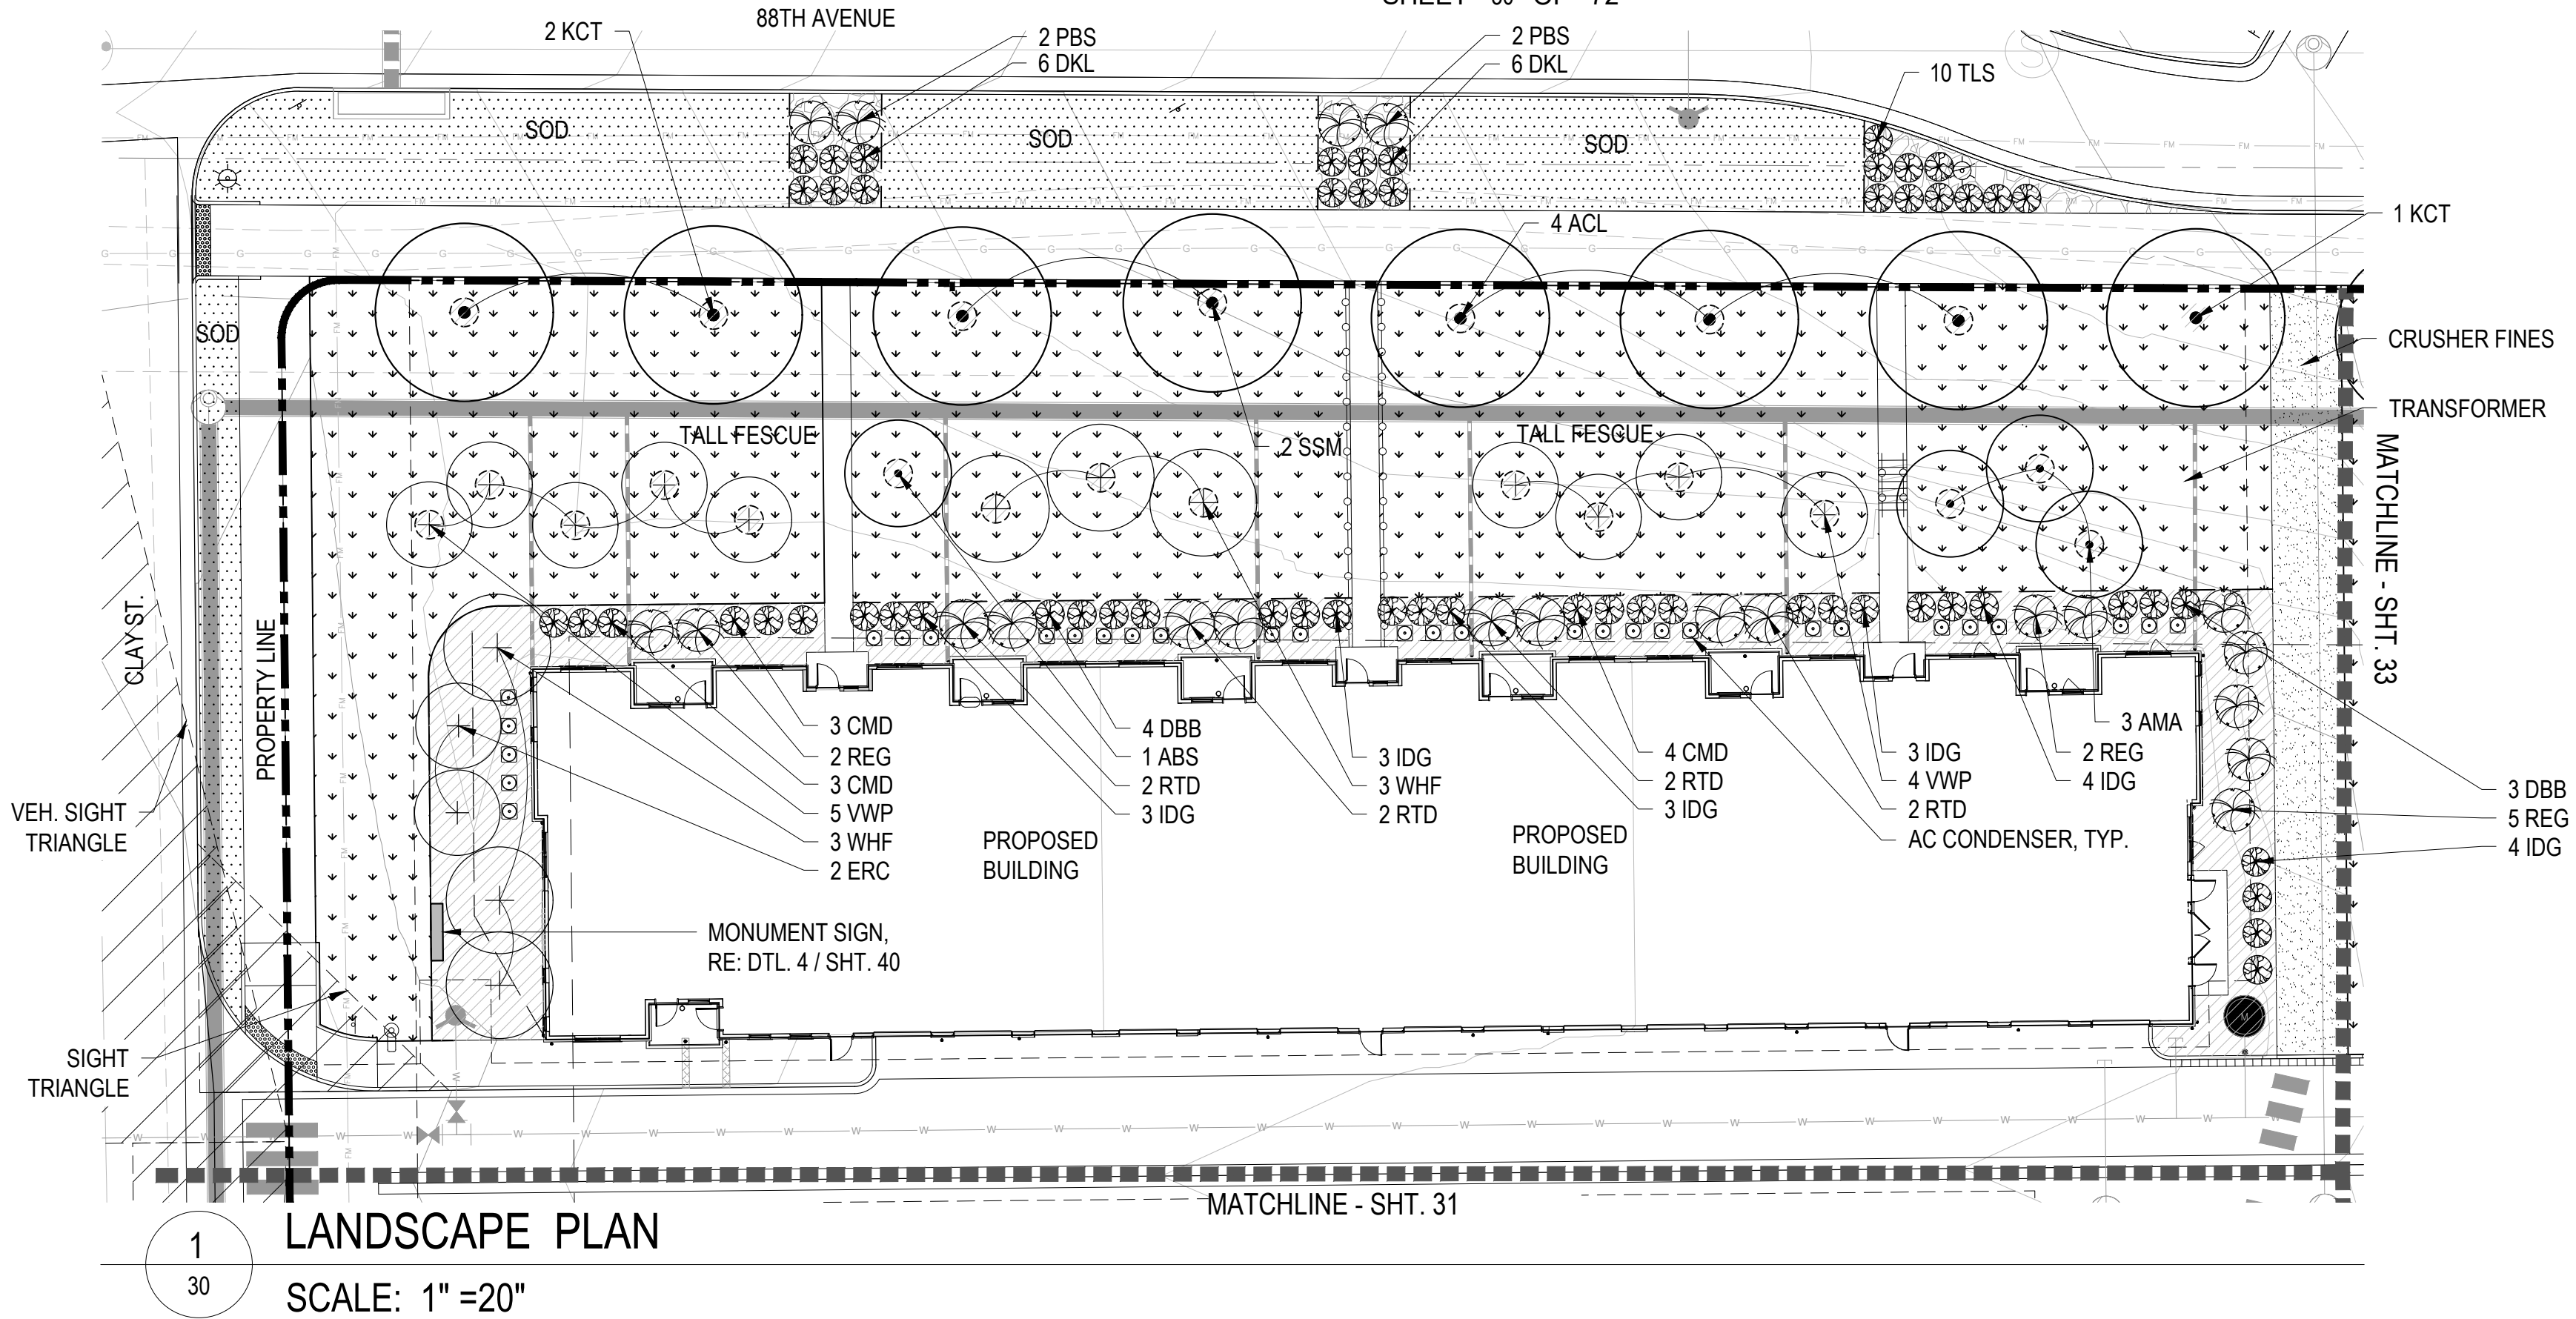 SHEET 30 OF 72
88TH AVENUE
2 KCT
2 PBS
6 DKL
2 PBS
6 DKL
10 TLS
SOD
SOD
SOD
4 ACL
1 KCT
SOD
CRUSHER FINES
TRANSFORMER
TALL FESCUE
2 SSM
TALL FESCUE
MATCHLINE - SHT. 33
CLAY ST.
PROPERTY LINE
VEH. SIGHT
TRIANGLE
SIGHT
TRIANGLE
3 CMD
2 REG
3 CMD
5 VWP
3 WHF
2 ERC
4 DBB
1 ABS
2 RTD
3 IDG
3 IDG
3 WHF
2 RTD
4 CMD
2 RTD
3 IDG
3 IDG
4 VWP
2 RTD
AC CONDENSER, TYP.
3 AMA
2 REG
4 IDG
3 DBB
5 REG
4 IDG
PROPOSED
BUILDING
PROPOSED
BUILDING
MONUMENT SIGN,
RE: DTL. 4 / SHT. 40
MATCHLINE - SHT. 31
1
30
LANDSCAPE PLAN
SCALE: 1" =20"